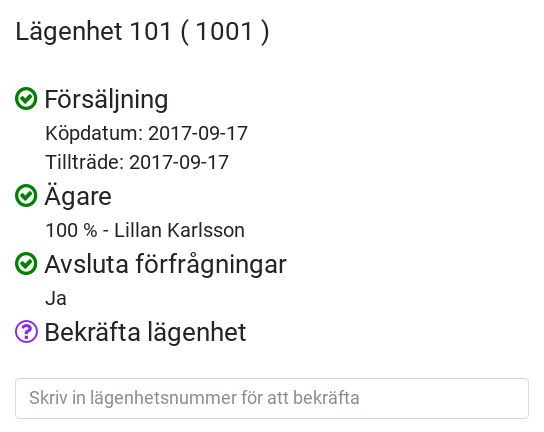 Lägenhet 101 ( 1001 )
Försäljning
Köpdatum: 2017-09-17
Tillträde: 2017-09-17
Ägare
100 % - Lillan Karlsson
Avsluta förfrågningar
Ja
Bekräfta lägenhet
Skriv in lägenhetsnummer för att bekräfta